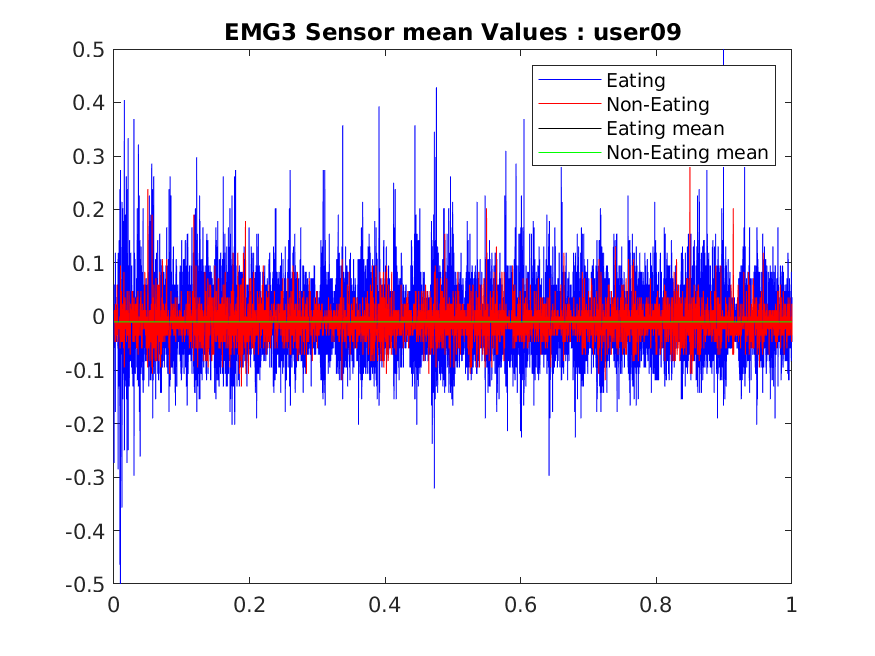 EMG3 Sensor mean Values : user09
0.5
0.4
0.3
0.2
0.1
0
-0.1
-0.2
-0.3
-0.4
-0.5
Eating
Non-Eating
Eating mean
Non-Eating mean
0 0.2 0.4 0.6 0.8 1